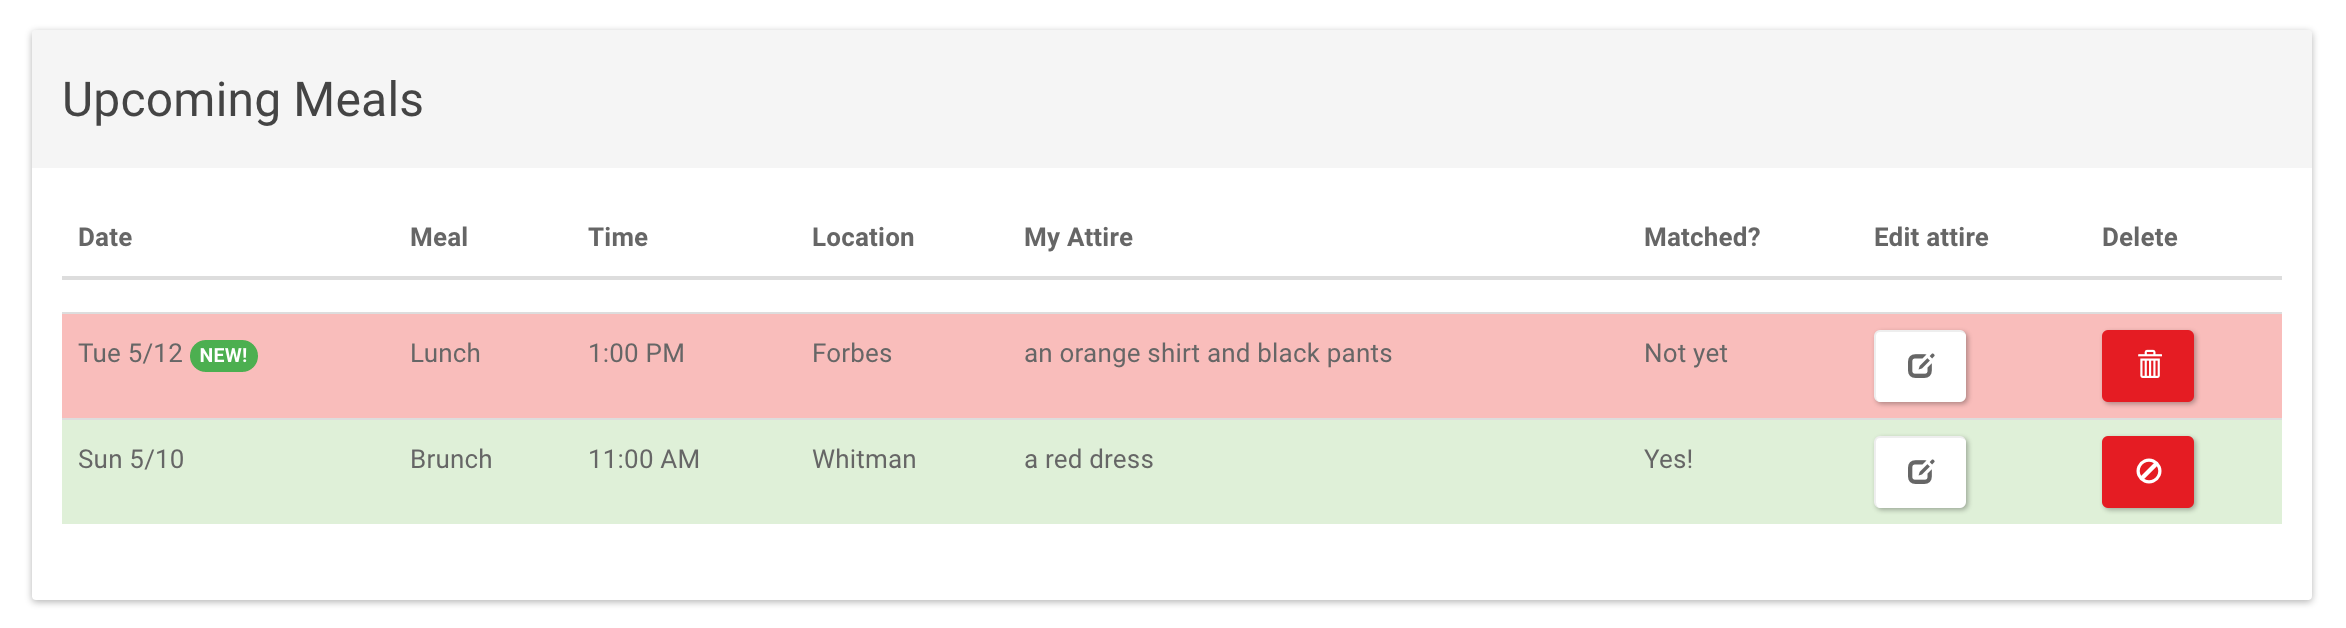 Upcoming Meals
Date Meal Time Location My Attire Matched? Edit attire Delete
Tue 5/12 NEW! Lunch 1:00 PM Forbes an orange shirt and black pants Not yet
Sun 5/10 Brunch 11:00 AM Whitman a red dress Yes!